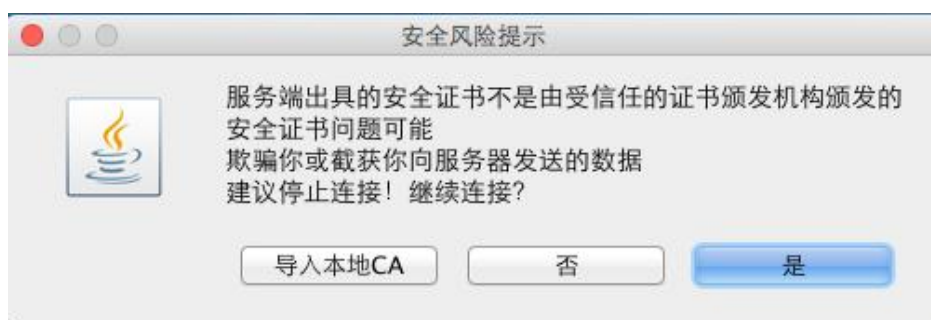 安全风险提示
服务端出具的安全证书不是由受信任的证书颁发机构颁发的
安全证书问题可能
欺骗你或截获你向服务器发送的数据
建议停止连接！继续连接？
导入本地CA 否 是